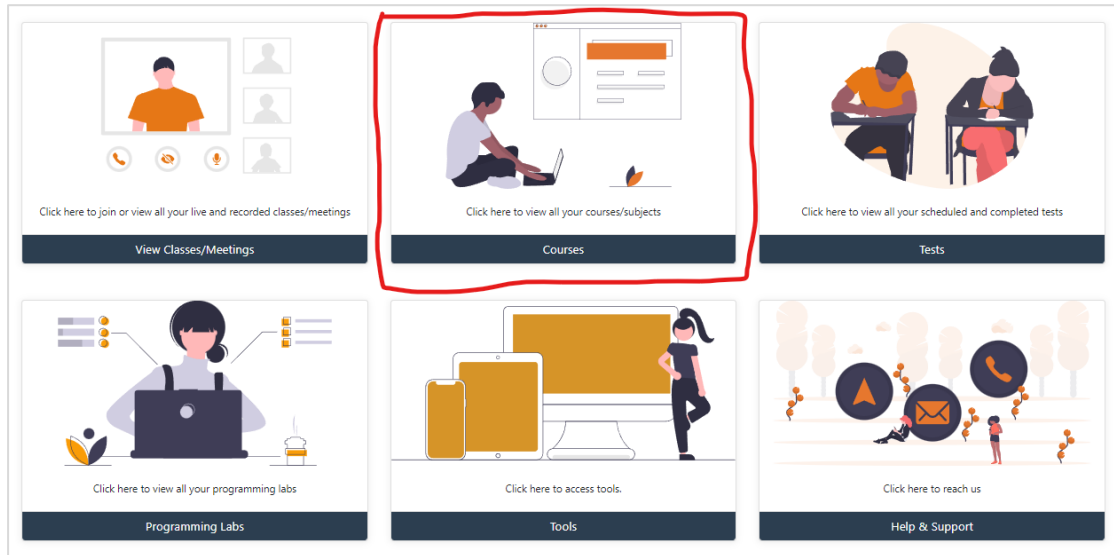 Click here to join or view all your live and recorded classes/meetings
View Classes/Meetings
Click here to view all your courses/subjects
Courses
Click here to view all your scheduled and completed tests
Tests
Click here to view all your programming labs
Programming Labs
Click here to access tools.
Tools
Click here to reach us
Help & Support